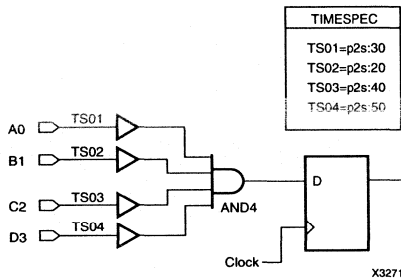 TIMESPEC
TS01=p2s:30
TS02=p2s:20
TS03=p2s:40
TS04=p2s:50
A0
TS01
B1
TS02
C2
TS03
D3
TS04
AND4
D
Clock
X3271